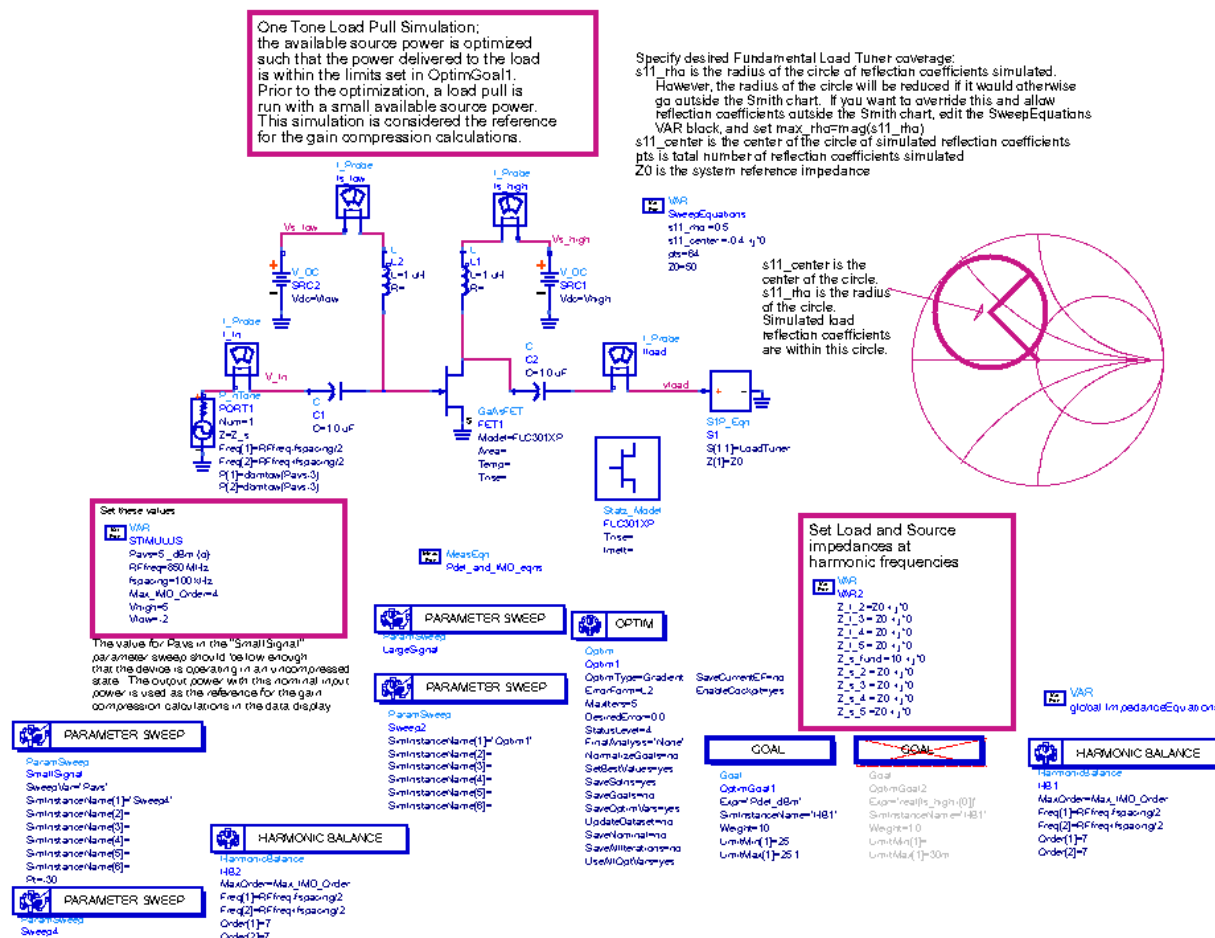 One Tone Load Pull Simulation;
the available source power is optimized
such that the power delivered to the load
is within the limits set in OptimGoal1.
Prior to the optimization, a load pull is
run with a small available source power.
This simulation is considered the reference
for the gain compression calculations.
Specify desired Fundamental Load Tuner coverage:
s11_rho is the radius of the circle of reflection coefficients simulated.
However, the radius of the circle will be reduced if it would otherwise
go outside the Smith chart. If you want to override this and allow
reflection coefficients outside the Smith chart, edit the SweepEquations
VAR block, and set max_rho=mag(s11_rho)
s11_center is the center of the circle of simulated reflection coefficients
pts is total number of reflection coefficients simulated
Z0 is the system reference impedance
I_Probe
Is_low
I_Probe
Is_high
VAR
SweepEquations
s11_rho =0.5
s11_center =-0.4 +j*0
pts=64
Z0=50
Vs_low
Vs_high
V_DC
SRC2
Vdc=Vlow
L
L2
L=1 uH
R=
L
L1
L=1 uH
R=
V_DC
SRC1
Vdc=Vhigh
s11_center is the
center of the circle.
s11_rho is the radius
of the circle.
Simulated load
reflection coefficients
are within this circle.
I_Probe
I_in
V_in
C
C1
C=1.0 uF
C
C2
C=1.0 uF
I_Probe
Iload
vload
P_nTone
PORT1
Num=1
Z=Z_s
Freq[1]=RFfreq-fspacing/2
Freq[2]=RFfreq+fspacing/2
P[1]=dbmtow(Pavs-3)
P[2]=dbmtow(Pavs-3)
S
GaAsFET
FET1
Model=FLC301XP
Area=
Temp=
Trise=
S1P_Eqn
S1
S[1,1]=LoadTuner
Z[1]=Z0
Statz_Model
FLC301XP
Trise=
Imelt=
Set these values
VAR
STIMULUS
Pavs=5 _dBm {o}
RFfreq=850 MHz
fspacing=100 kHz
Max_IMD_Order=4
Vhigh=5
Vlow=-.2
MeasEqn
Pdel_and_IMD_eqns
Set Load and Source
impedances at
harmonic frequencies
VAR
VAR2
Z_l_2 =Z0 + j*0
Z_l_3 = Z0 + j*0
Z_l_4 = Z0 + j*0
Z_l_5 = Z0 + j*0
Z_s_fund =10 + j*0
Z_s_2 = Z0 + j*0
Z_s_3 = Z0 + j*0
Z_s_4 = Z0 + j*0
Z_s_5 =Z0 + j*0
The value for Pavs in the "SmallSignal"
parameter sweep should be low enough
that the device is operating in an uncompressed
state. The output power with this nominal input
power is used as the reference for the gain
compression calculations in the data display
PARAMETER SWEEP
ParamSweep
LargeSignal
PARAMETER SWEEP
ParamSweep
Sweep2
SimInstanceName[1]="Optim1"
SimInstanceName[2]=
SimInstanceName[3]=
SimInstanceName[4]=
SimInstanceName[5]=
SimInstanceName[6]=
OPTIM
Optim
Optim1
OptimType=Gradient
ErrorForm=L2
MaxIters=5
DesiredError=0.0
StatusLevel=4
FinalAnalysis="None"
NormalizeGoals=no
SetBestValues=yes
SaveSolns=yes
SaveGoals=no
SaveOptimVars=yes
UpdateDataset=no
SaveNominal=no
SaveAllIterations=no
UseAllOptVars=yes
SaveCurrentEF=no
EnableCockpit=yes
VAR
global ImpedanceEquations
PARAMETER SWEEP
ParamSweep
SmallSignal
SweepVar="Pavs"
SimInstanceName[1]="Sweep4"
SimInstanceName[2]=
SimInstanceName[3]=
SimInstanceName[4]=
SimInstanceName[5]=
SimInstanceName[6]=
Pt=-30
PARAMETER SWEEP
ParamSweep
Sweep4
HARMONIC BALANCE
HarmonicBalance
HB2
MaxOrder=Max_IMD_Order
Freq[1]=RFfreq-fspacing/2
Freq[2]=RFfreq+fspacing/2
Order[1]=7
Order[2]=7
GOAL
Goal
OptimGoal1
Expr="Pdel_dBm"
SimInstanceName="HB1"
Weight=1.0
LimitMin[1]=25
LimitMax[1]=25.1
GOAL
Goal
OptimGoal2
Expr="real(Is_high[0])"
SimInstanceName="HB1"
Weight=1.0
LimitMin[1]=
LimitMax[1]=30m
HARMONIC BALANCE
HarmonicBalance
HB1
MaxOrder=Max_IMD_Order
Freq[1]=RFfreq-fspacing/2
Freq[2]=RFfreq+fspacing/2
Order[1]=7
Order[2]=7